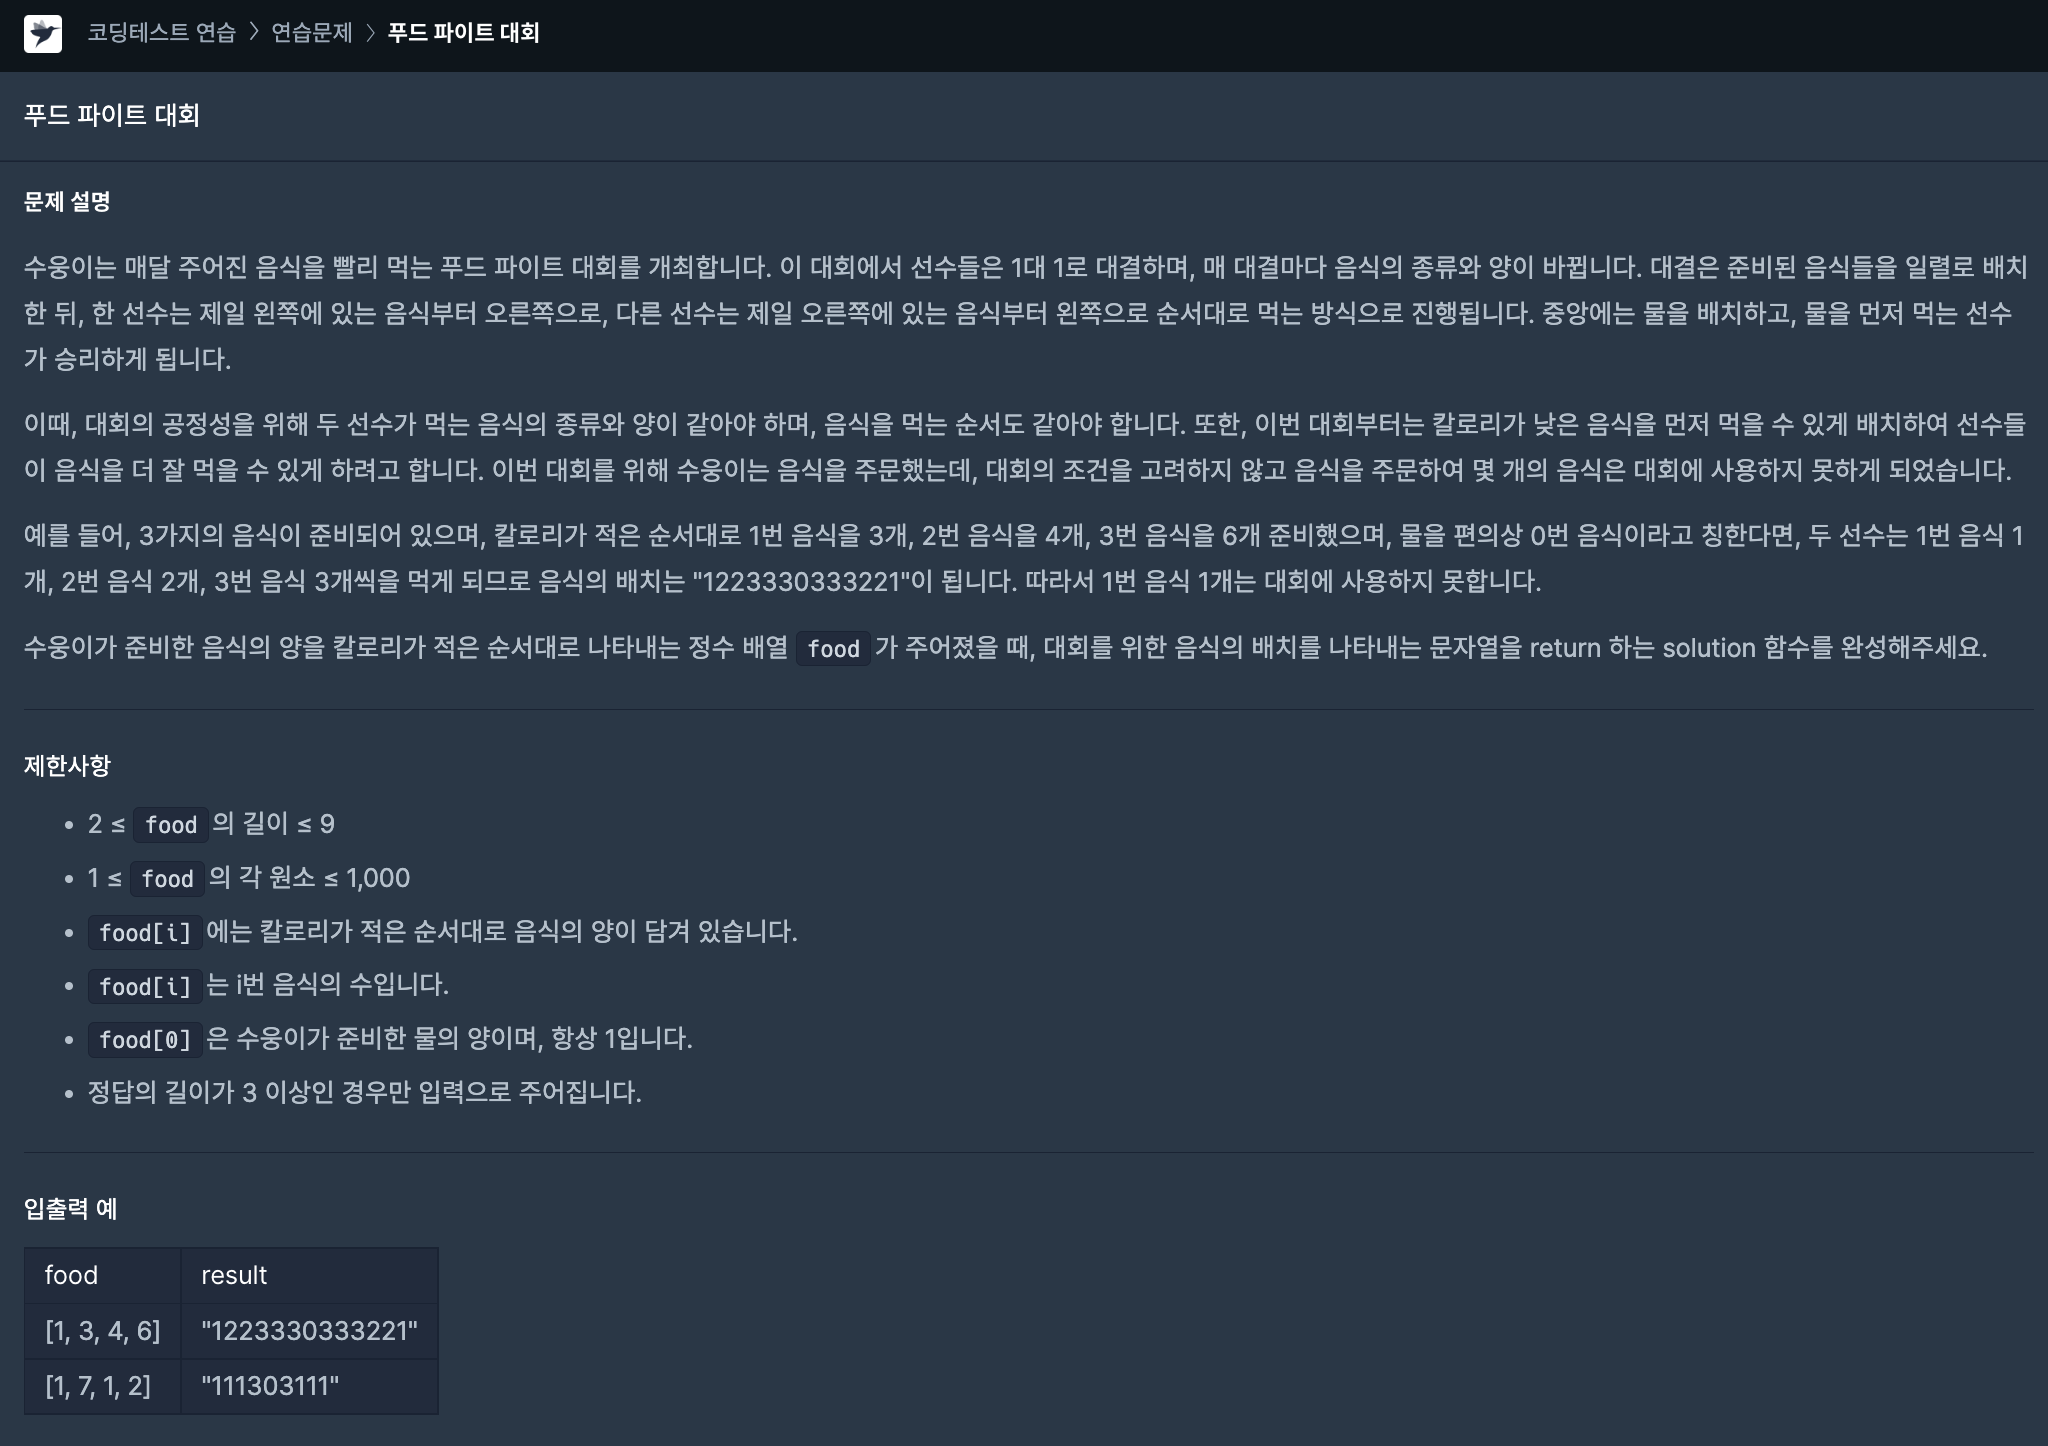 코딩테스트 연습 > 연습문제 > 푸드 파이트 대회
푸드 파이트 대회
문제 설명
수웅이는 매달 주어진 음식을 빨리 먹는 푸드 파이트 대회를 개최합니다. 이 대회에서 선수들은 1대 1로 대결하며, 매 대결마다 음식의 종류와 양이 바뀝니다. 대결은 준비된 음식들을 일렬로 배치
한 뒤, 한 선수는 제일 왼쪽에 있는 음식부터 오른쪽으로, 다른 선수는 제일 오른쪽에 있는 음식부터 왼쪽으로 순서대로 먹는 방식으로 진행됩니다. 중앙에는 물을 배치하고, 물을 먼저 먹는 선수
가 승리하게 됩니다.
이때, 대회의 공정성을 위해 두 선수가 먹는 음식의 종류와 양이 같아야 하며, 음식을 먹는 순서도 같아야 합니다. 또한, 이번 대회부터는 칼로리가 낮은 음식을 먼저 먹을 수 있게 배치하여 선수들
이 음식을 더 잘 먹을 수 있게 하려고 합니다. 이번 대회를 위해 수웅이는 음식을 주문했는데, 대회의 조건을 고려하지 않고 음식을 주문하여 몇 개의 음식은 대회에 사용하지 못하게 되었습니다.
예를 들어, 3가지의 음식이 준비되어 있으며, 칼로리가 적은 순서대로 1번 음식을 3개, 2번 음식을 4개, 3번 음식을 6개 준비했으며, 물을 편의상 0번 음식이라고 칭한다면, 두 선수는 1번 음식 1
개, 2번 음식 2개, 3번 음식 3개씩을 먹게 되므로 음식의 배치는 "1223330333221"이 됩니다. 따라서 1번 음식 1개는 대회에 사용하지 못합니다.
수웅이가 준비한 음식의 양을 칼로리가 적은 순서대로 나타내는 정수 배열 food 가 주어졌을 때, 대회를 위한 음식의 배치를 나타내는 문자열을 return 하는 solution 함수를 완성해주세요.
제한사항
• 2 ≤ food 의 길이 ≤ 9
• 1 ≤ food 의 각 원소 ≤ 1,000
• food[i] 에는 칼로리가 적은 순서대로 음식의 양이 담겨 있습니다.
• food[i] 는 i번 음식의 수입니다.
• food[0] 은 수웅이가 준비한 물의 양이며, 항상 1입니다.
• 정답의 길이가 3 이상인 경우만 입력으로 주어집니다.
입출력 예
food result
[1, 3, 4, 6] "1223330333221"
[1, 7, 1, 2] "111303111"